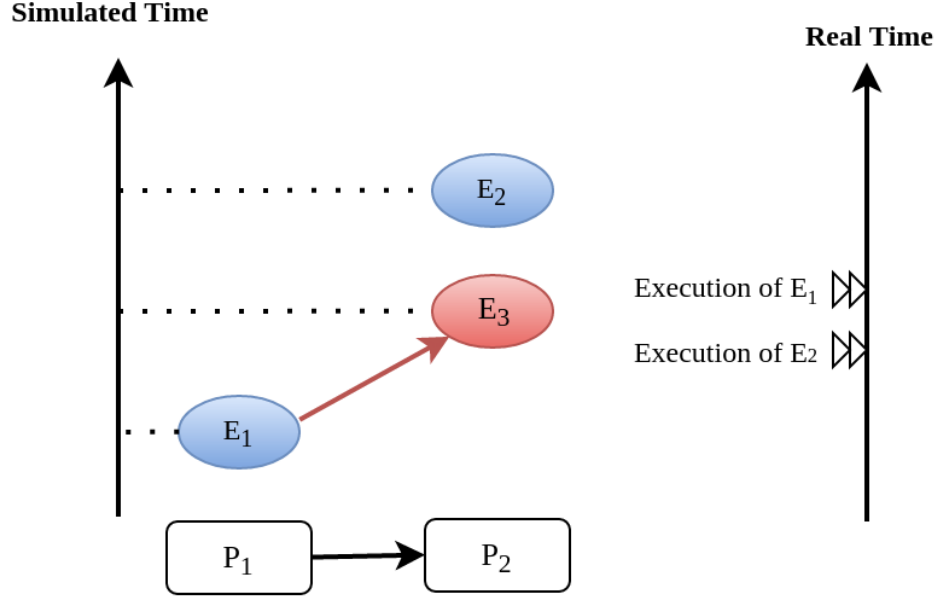 Simulated Time
Real Time
E2
Execution of E1
E3
Execution of E2
E1
P1
P2